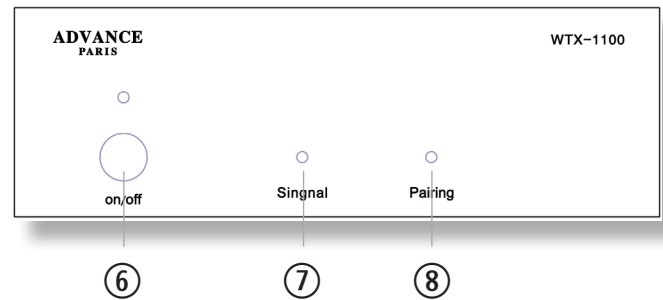 ADVANCE
PARIS
WTX-1100
on/off
Singnal
Pairing
⑥
⑦
⑧